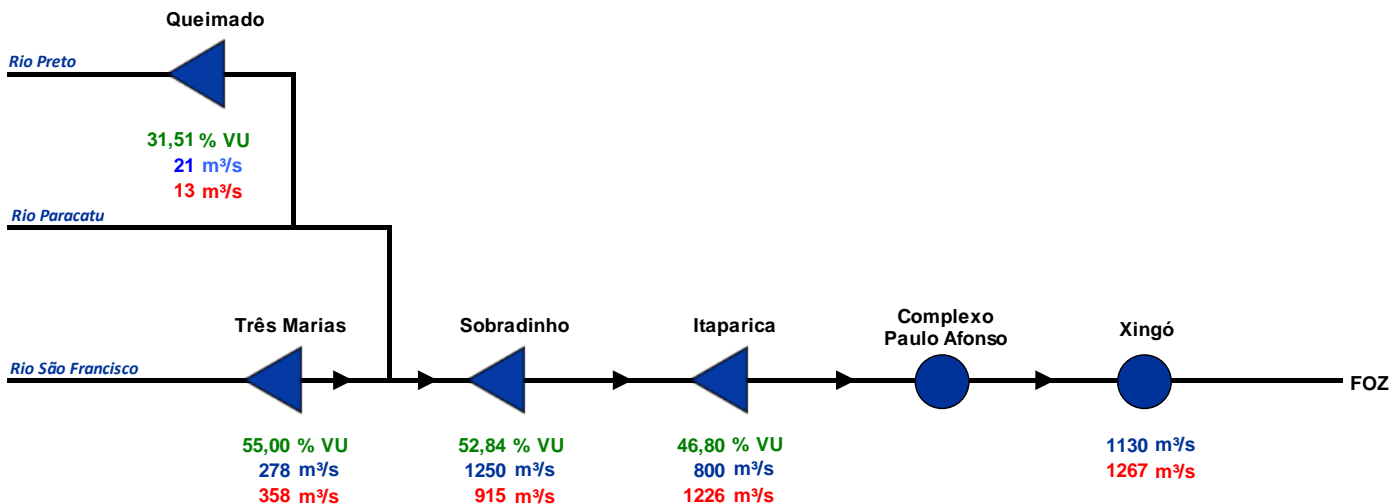 Queimado
Rio Preto
31,51 % VU
21 m³/s
13 m³/s
Rio Paracatu
Três Marias
Sobradinho
Itaparica
Complexo
Paulo Afonso
Xingó
Rio São Francisco
FOZ
55,00 % VU
278 m³/s
358 m³/s
52,84 % VU
1250 m³/s
915 m³/s
46,80 % VU
800 m³/s
1226 m³/s
1130 m³/s
1267 m³/s